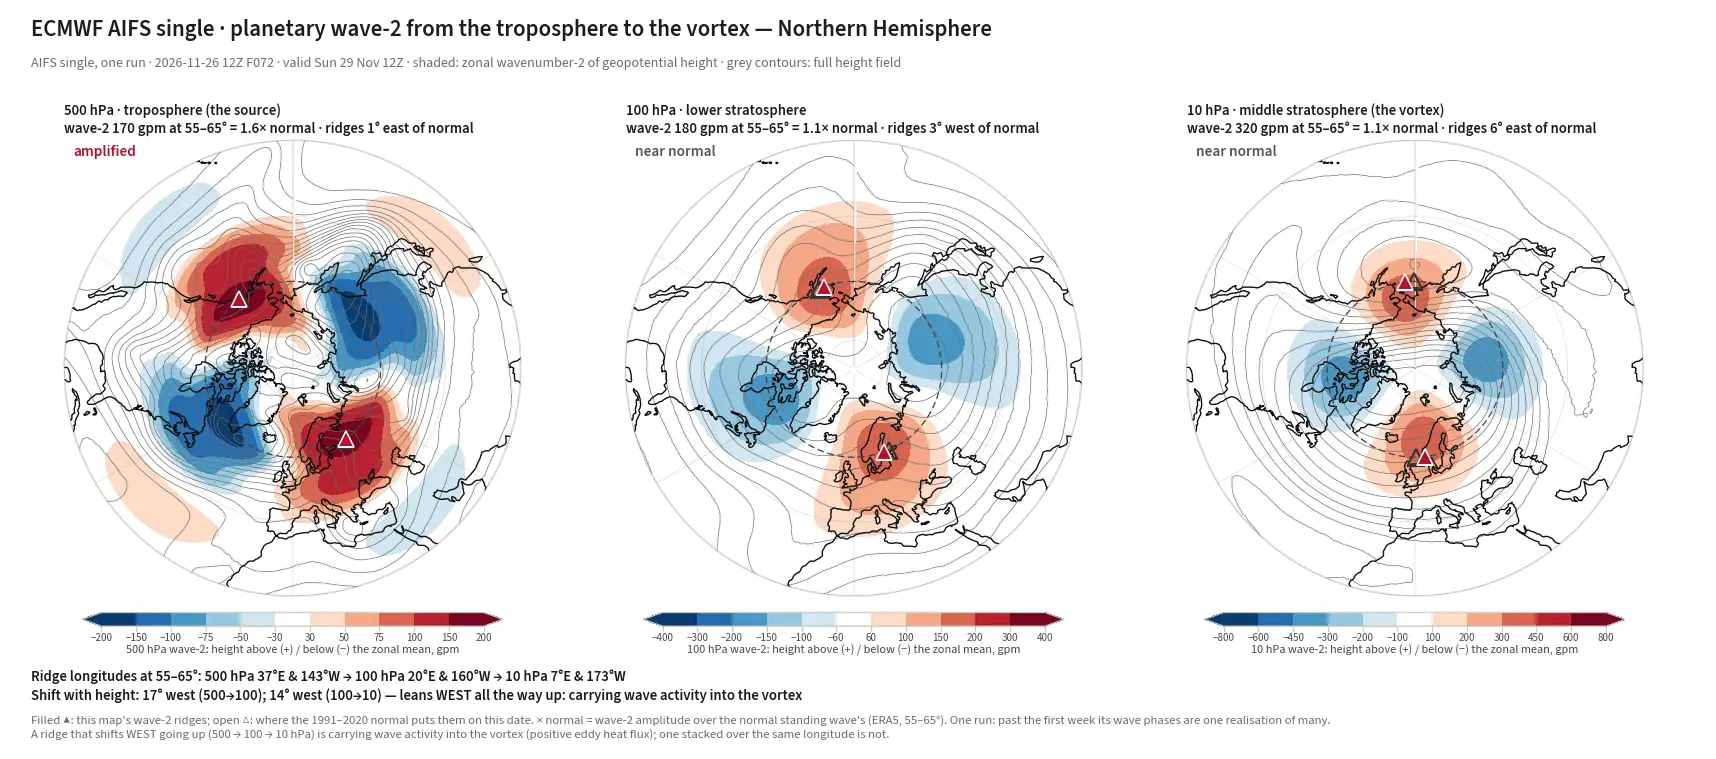 ECMWF AIFS single · planetary wave-2 from the troposphere to the vortex — Northern Hemisphere
AIFS single, one run · 2026-11-26 12Z F072 · valid Sun 29 Nov 12Z · shaded: zonal wavenumber-2 of geopotential height · grey contours: full height field
500 hPa · troposphere (the source)
wave-2 170 gpm at 55–65° = 1.6× normal · ridges 1° east of normal
amplified
100 hPa · lower stratosphere
wave-2 180 gpm at 55–65° = 1.1× normal · ridges 3° west of normal
near normal
10 hPa · middle stratosphere (the vortex)
wave-2 320 gpm at 55–65° = 1.1× normal · ridges 6° east of normal
near normal
−200 −150 −100 −75 −50 −30 30 50 75 100 150 200
500 hPa wave-2: height above (+) / below (−) the zonal mean, gpm
−400 −300 −200 −150 −100 −60 60 100 150 200 300 400
100 hPa wave-2: height above (+) / below (−) the zonal mean, gpm
−800 −600 −450 −300 −200 −100 100 200 300 450 600 800
10 hPa wave-2: height above (+) / below (−) the zonal mean, gpm
Ridge longitudes at 55–65°: 500 hPa 37°E & 143°W → 100 hPa 20°E & 160°W → 10 hPa 7°E & 173°W
Shift with height: 17° west (500→100); 14° west (100→10) — leans WEST all the way up: carrying wave activity into the vortex
Filled ▲: this map's wave-2 ridges; open △: where the 1991–2020 normal puts them on this date. × normal = wave-2 amplitude over the normal standing wave's (ERA5, 55–65°). One run: past the first week its wave phases are one realisation of many.
A ridge that shifts WEST going up (500 → 100 → 10 hPa) is carrying wave activity into the vortex (positive eddy heat flux); one stacked over the same longitude is not.